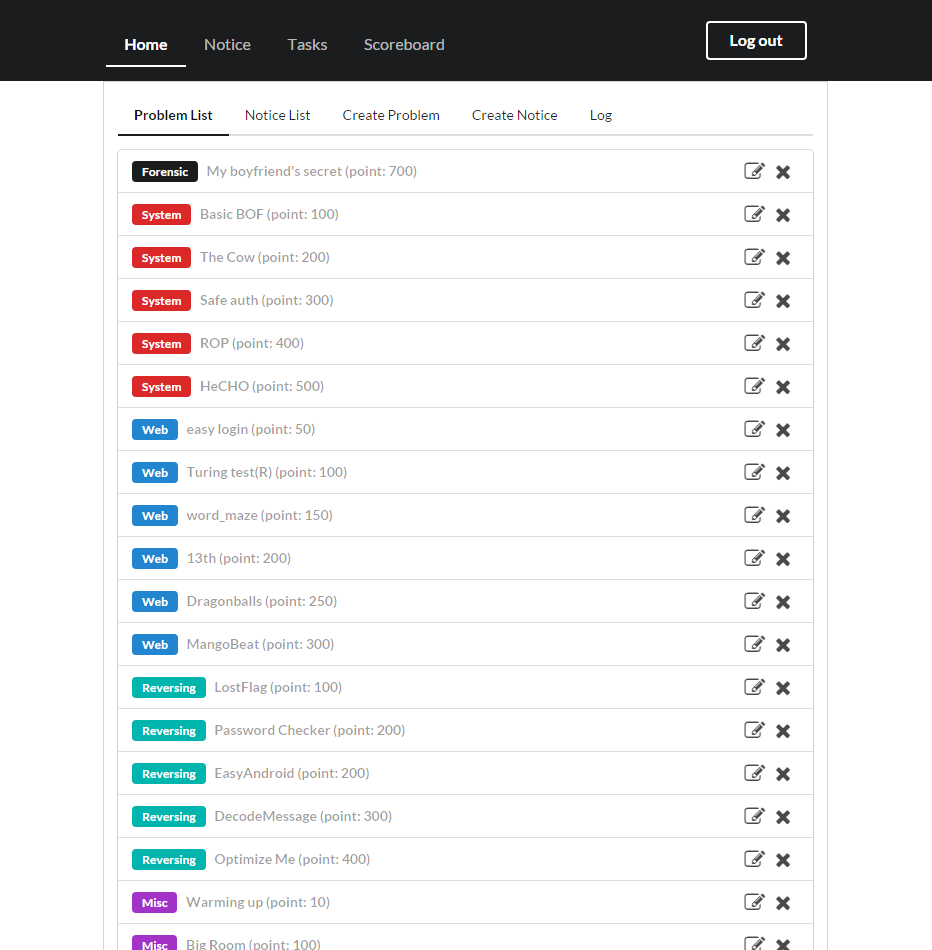 Home Notice Tasks Scoreboard Log out
Problem List Notice List Create Problem Create Notice Log
Forensic My boyfriend's secret (point: 700)
System Basic BOF (point: 100)
System The Cow (point: 200)
System Safe auth (point: 300)
System ROP (point: 400)
System HeCHO (point: 500)
Web easy login (point: 50)
Web Turing test(R) (point: 100)
Web word_maze (point: 150)
Web 13th (point: 200)
Web Dragonballs (point: 250)
Web MangoBeat (point: 300)
Reversing LostFlag (point: 100)
Reversing Password Checker (point: 200)
Reversing EasyAndroid (point: 200)
Reversing DecodeMessage (point: 300)
Reversing Optimize Me (point: 400)
Misc Warming up (point: 10)
Misc Big Room (point: 100)